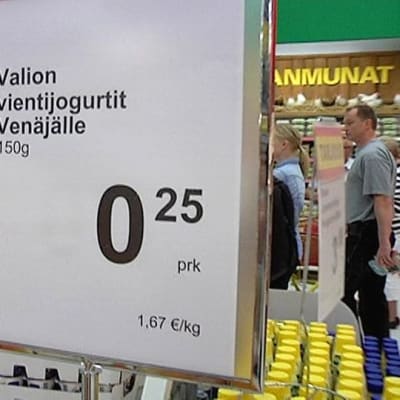 Valion
vientijogurtit
Venäjälle
150g
0 25
prk
1,67 €/kg
ANMUNAT